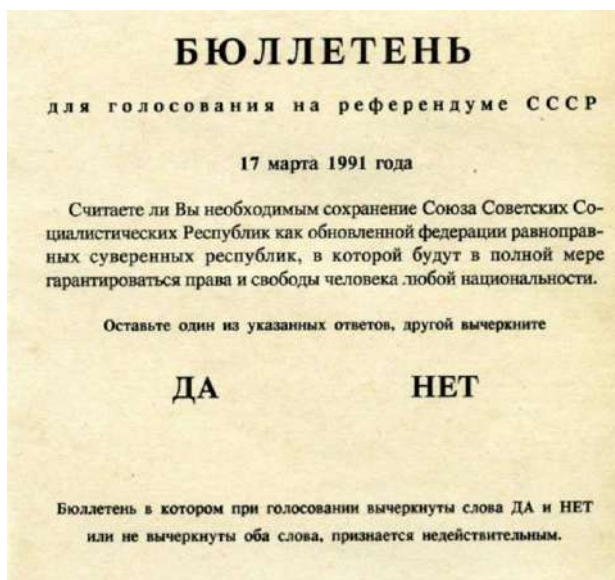 БЮЛЛЕТЕНЬ
для голосования на референдуме СССР
17 марта 1991 года
Считаете ли Вы необходимым сохранение Союза Советских Со-
циалистических Республик как обновленной федерации равноправ-
ных суверенных республик, в которой будут в полной мере
гарантироваться права и свободы человека любой национальности.
Оставьте один из указанных ответов, другой вычеркните
ДА НЕТ
Бюллетень в котором при голосовании вычеркнуты слова ДА и НЕТ
или не вычеркнуты оба слова, признается недействительным.